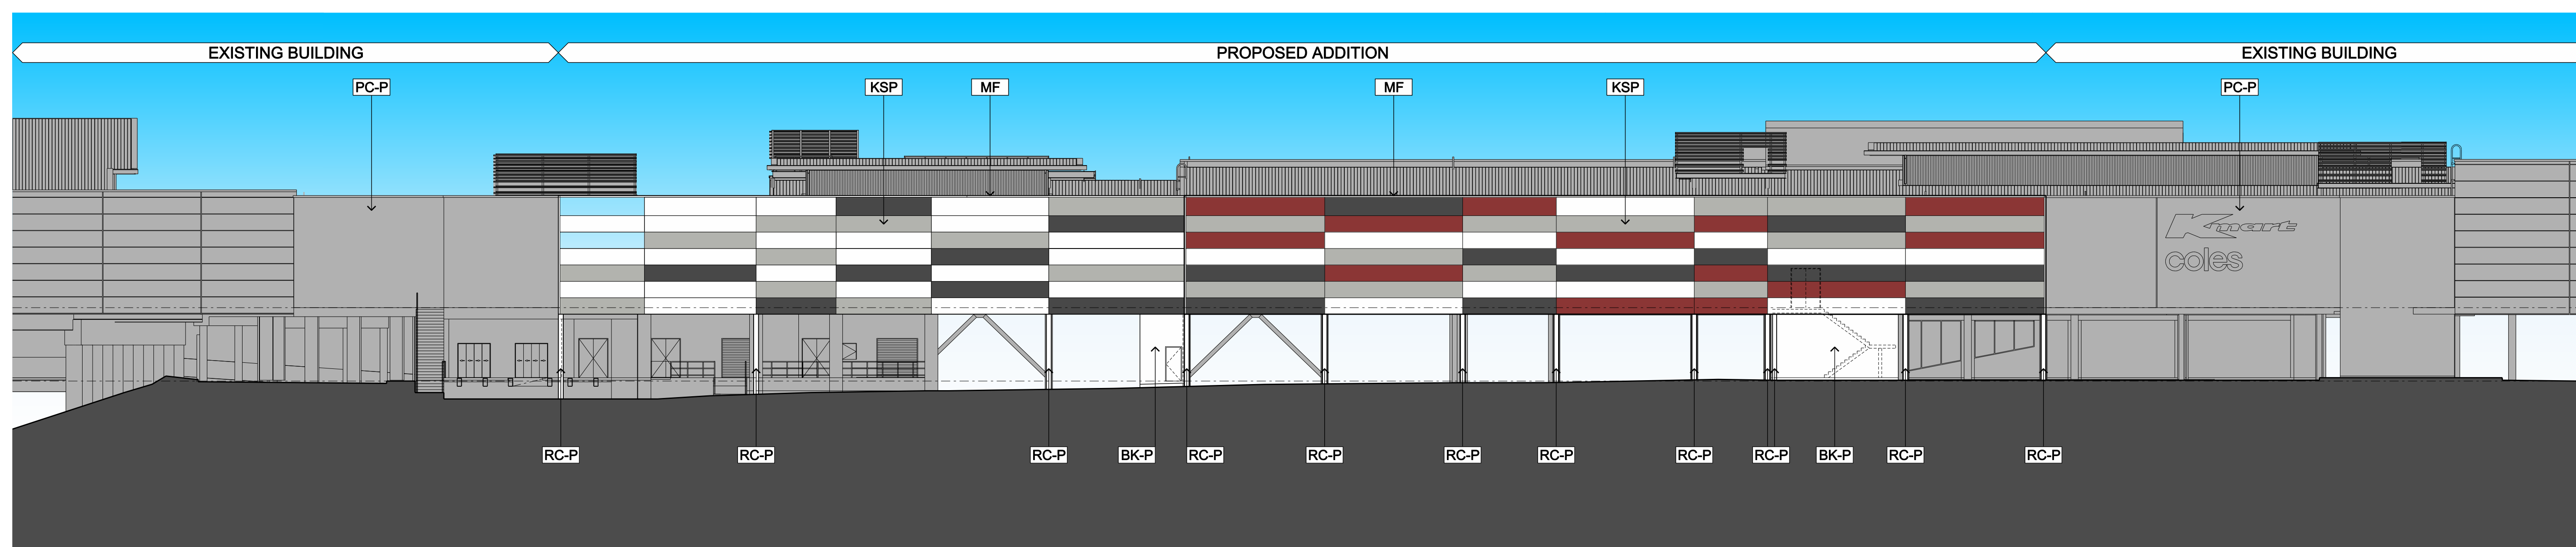 EXISTING BUILDING PROPOSED ADDITION EXISTING BUILDING
PC-P KSP MF MF KSP PC-P
Kmart
coles
RC-P RC-P RC-P BK-P RC-P RC-P RC-P RC-P RC-P RC-P BK-P RC-P RC-P